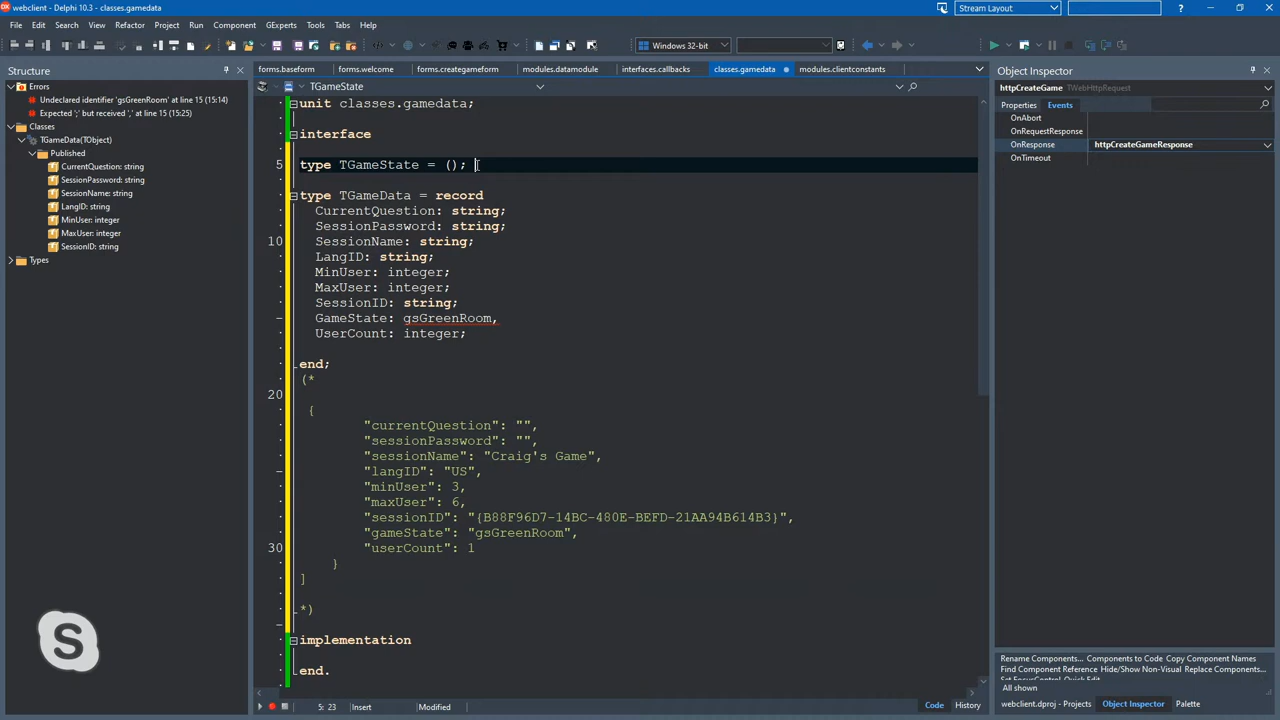 webclient - Delphi 10.3
Stream Layout
File Edit Search View Refactor Project Run Component GExperts Tools Tabs Help
Windows 32-bit
Structure
Errors
Undeclared identifier 'gsGreenRoom' at line 15 (15:14)
Expected ';' but received ',' at line 15 (15:25)
Classes
TGameData(TObject)
Published
CurrentQuestion: string
SessionPassword: string
SessionName: string
LangID: string
MinUser: integer
MaxUser: integer
SessionID: string
Types
forms.baseform forms.welcome forms.creategameform modules.datamodule interfaces.callbacks classes.gamedata modules.clientconstants
TGameState
unit classes.gamedata;
interface
5 type TGameState = ();
type TGameData = record
CurrentQuestion: string;
SessionPassword: string;
10 SessionName: string;
LangID: string;
MinUser: integer;
MaxUser: integer;
SessionID: string;
GameState: gsGreenRoom,
UserCount: integer;
end;
(*
20
{
"currentQuestion": "",
"sessionPassword": "",
"sessionName": "Craig's Game",
"langID": "US",
"minUser": 3,
"maxUser": 6,
"sessionID": "{B88F96D7-14BC-480E-BEFD-21AA94B614B3}",
"gameState": "gsGreenRoom",
30 "userCount": 1
}
]
*)
implementation
end.
5: 23 Insert Modified Code History
Object Inspector
httpCreateGame TWebHttpRequest
Properties Events
OnAbort
OnRequestResponse
OnResponse httpCreateGameResponse
OnTimeout
Rename Components... Components to Code Copy Component Names
Find Component Reference Hide/Show Non-Visual Replace Components...
All shown
webclient.dproj - Projects Object Inspector Palette